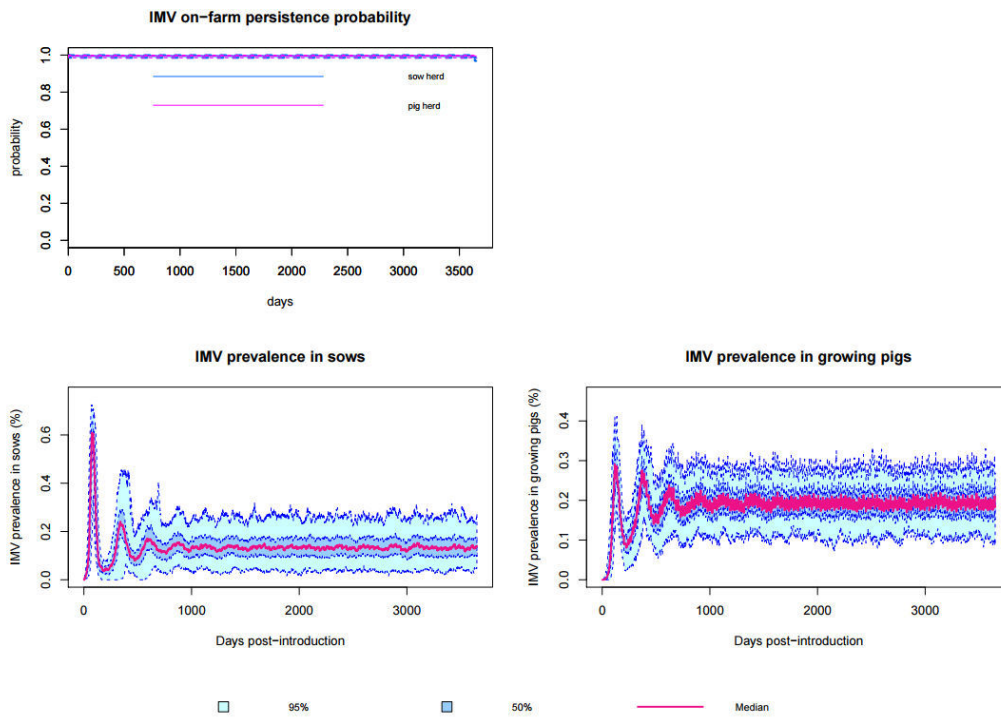 IMV on−farm persistence probability
1.0
0.8
0.6
0.4
0.2
0.0
probability
sow herd
pig herd
0 500 1000 1500 2000 2500 3000 3500
days
IMV prevalence in sows
IMV prevalence in sows (%)
0.6
0.4
0.2
0.0
0 1000 2000 3000
Days post−introduction
IMV prevalence in growing pigs
IMV prevalence in growing pigs (%)
0.4
0.3
0.2
0.1
0.0
0 1000 2000 3000
Days post−introduction
95% 50% Median